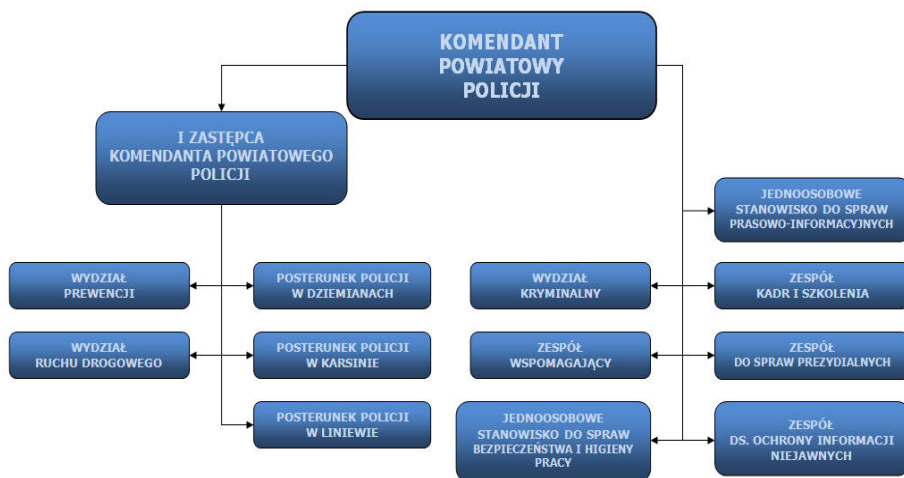 KOMENDANT
POWIATOWY
POLICJI
I ZASTĘPCA
KOMENDANTA POWIATOWEGO
POLICJI
JEDNOOSOBOWE
STANOWISKO DO SPRAW
PRASOWO-INFORMACYJNYCH
WYDZIAŁ
PREWENCJI
POSTERUNEK POLICJI
W DZIEMIANACH
WYDZIAŁ
KRYMINALNY
ZESPÓŁ
KADR I SZKOLENIA
WYDZIAŁ
RUCHU DROGOWEGO
POSTERUNEK POLICJI
W KARSINIE
ZESPÓŁ
WSPOMAGAJĄCY
ZESPÓŁ
DO SPRAW PREZYDIALNYCH
POSTERUNEK POLICJI
W LINIEWIE
JEDNOOSOBOWE
STANOWISKO DO SPRAW
BEZPIECZEŃSTWA I HIGIENY
PRACY
ZESPÓŁ
DS. OCHRONY INFORMACJI
NIEJAWNYCH